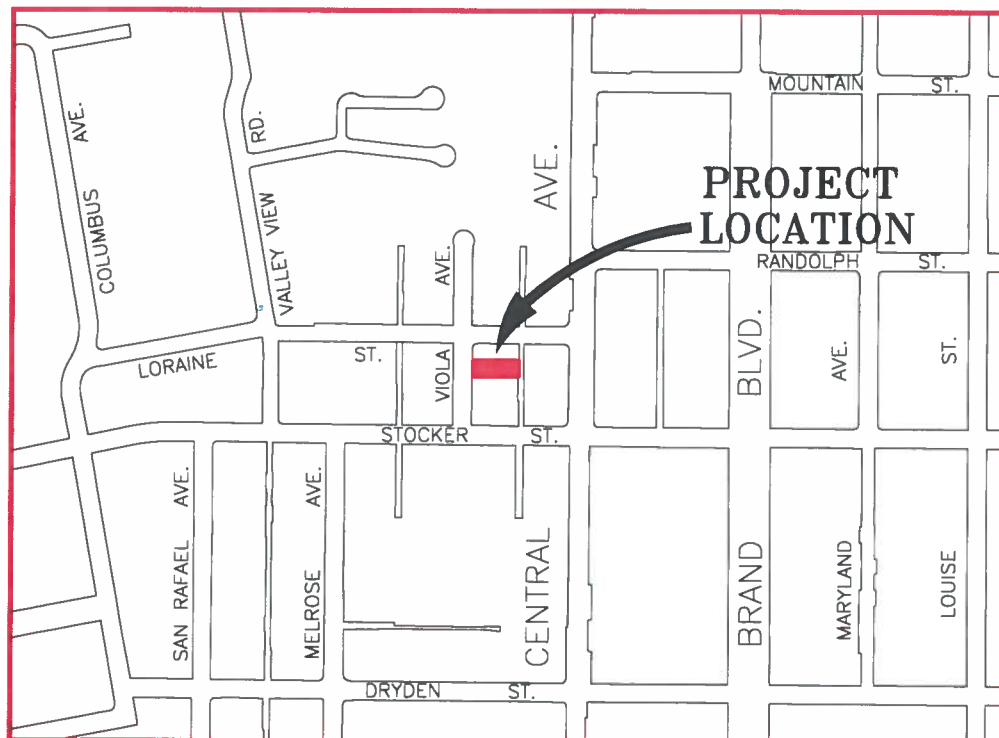 MOUNTAIN ST.
COLUMBUS AVE.
VALLEY VIEW RD.
CENTRAL AVE.
PROJECT
LOCATION
RANDOLPH ST.
VIOLA AVE.
LORAINE ST.
BRAND BLVD.
MARYLAND AVE.
LOUISE ST.
STOCKER ST.
SAN RAFAEL AVE.
MELROSE AVE.
DRYDEN ST.